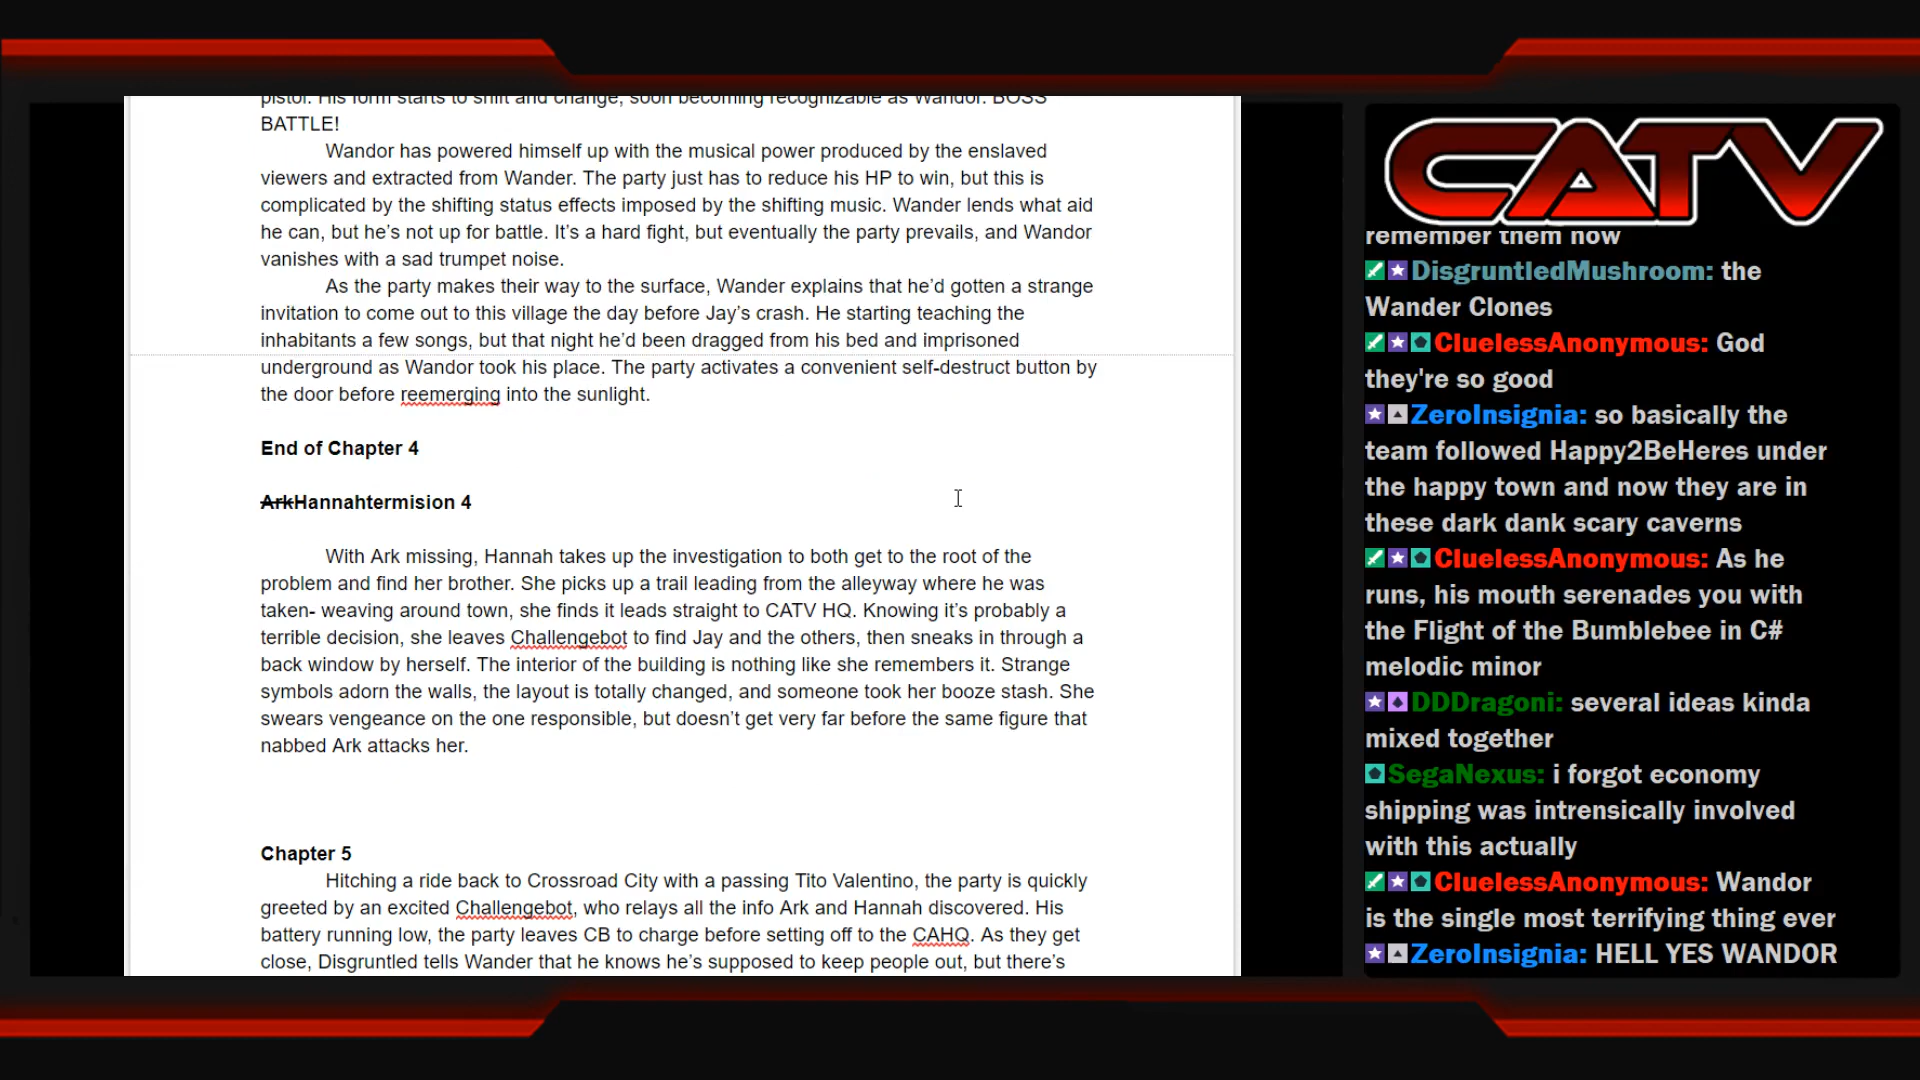 pistol. His form starts to shift and change, soon becoming recognizable as Wandor. BOSS
BATTLE!
Wandor has powered himself up with the musical power produced by the enslaved
viewers and extracted from Wander. The party just has to reduce his HP to win, but this is
complicated by the shifting status effects imposed by the shifting music. Wander lends what aid
he can, but he's not up for battle. It's a hard fight, but eventually the party prevails, and Wandor
vanishes with a sad trumpet noise.
As the party makes their way to the surface, Wander explains that he'd gotten a strange
invitation to come out to this village the day before Jay's crash. He starting teaching the
inhabitants a few songs, but that night he'd been dragged from his bed and imprisoned
underground as Wandor took his place. The party activates a convenient self-destruct button by
the door before reemerging into the sunlight.
End of Chapter 4
ArkHannahtermision 4
With Ark missing, Hannah takes up the investigation to both get to the root of the
problem and find her brother. She picks up a trail leading from the alleyway where he was
taken- weaving around town, she finds it leads straight to CATV HQ. Knowing it's probably a
terrible decision, she leaves Challengebot to find Jay and the others, then sneaks in through a
back window by herself. The interior of the building is nothing like she remembers it. Strange
symbols adorn the walls, the layout is totally changed, and someone took her booze stash. She
swears vengeance on the one responsible, but doesn't get very far before the same figure that
nabbed Ark attacks her.
Chapter 5
Hitching a ride back to Crossroad City with a passing Tito Valentino, the party is quickly
greeted by an excited Challengebot, who relays all the info Ark and Hannah discovered. His
battery running low, the party leaves CB to charge before setting off to the CAHQ. As they get
close, Disgruntled tells Wander that he knows he's supposed to keep people out, but there's
CATV
remember them now
DisgruntledMushroom: the
Wander Clones
CluelessAnonymous: God
they're so good
ZeroInsignia: so basically the
team followed Happy2BeHeres under
the happy town and now they are in
these dark dank scary caverns
CluelessAnonymous: As he
runs, his mouth serenades you with
the Flight of the Bumblebee in C#
melodic minor
DDDragoni: several ideas kinda
mixed together
SegaNexus: i forgot economy
shipping was intrensically involved
with this actually
CluelessAnonymous: Wandor
is the single most terrifying thing ever
ZeroInsignia: HELL YES WANDOR